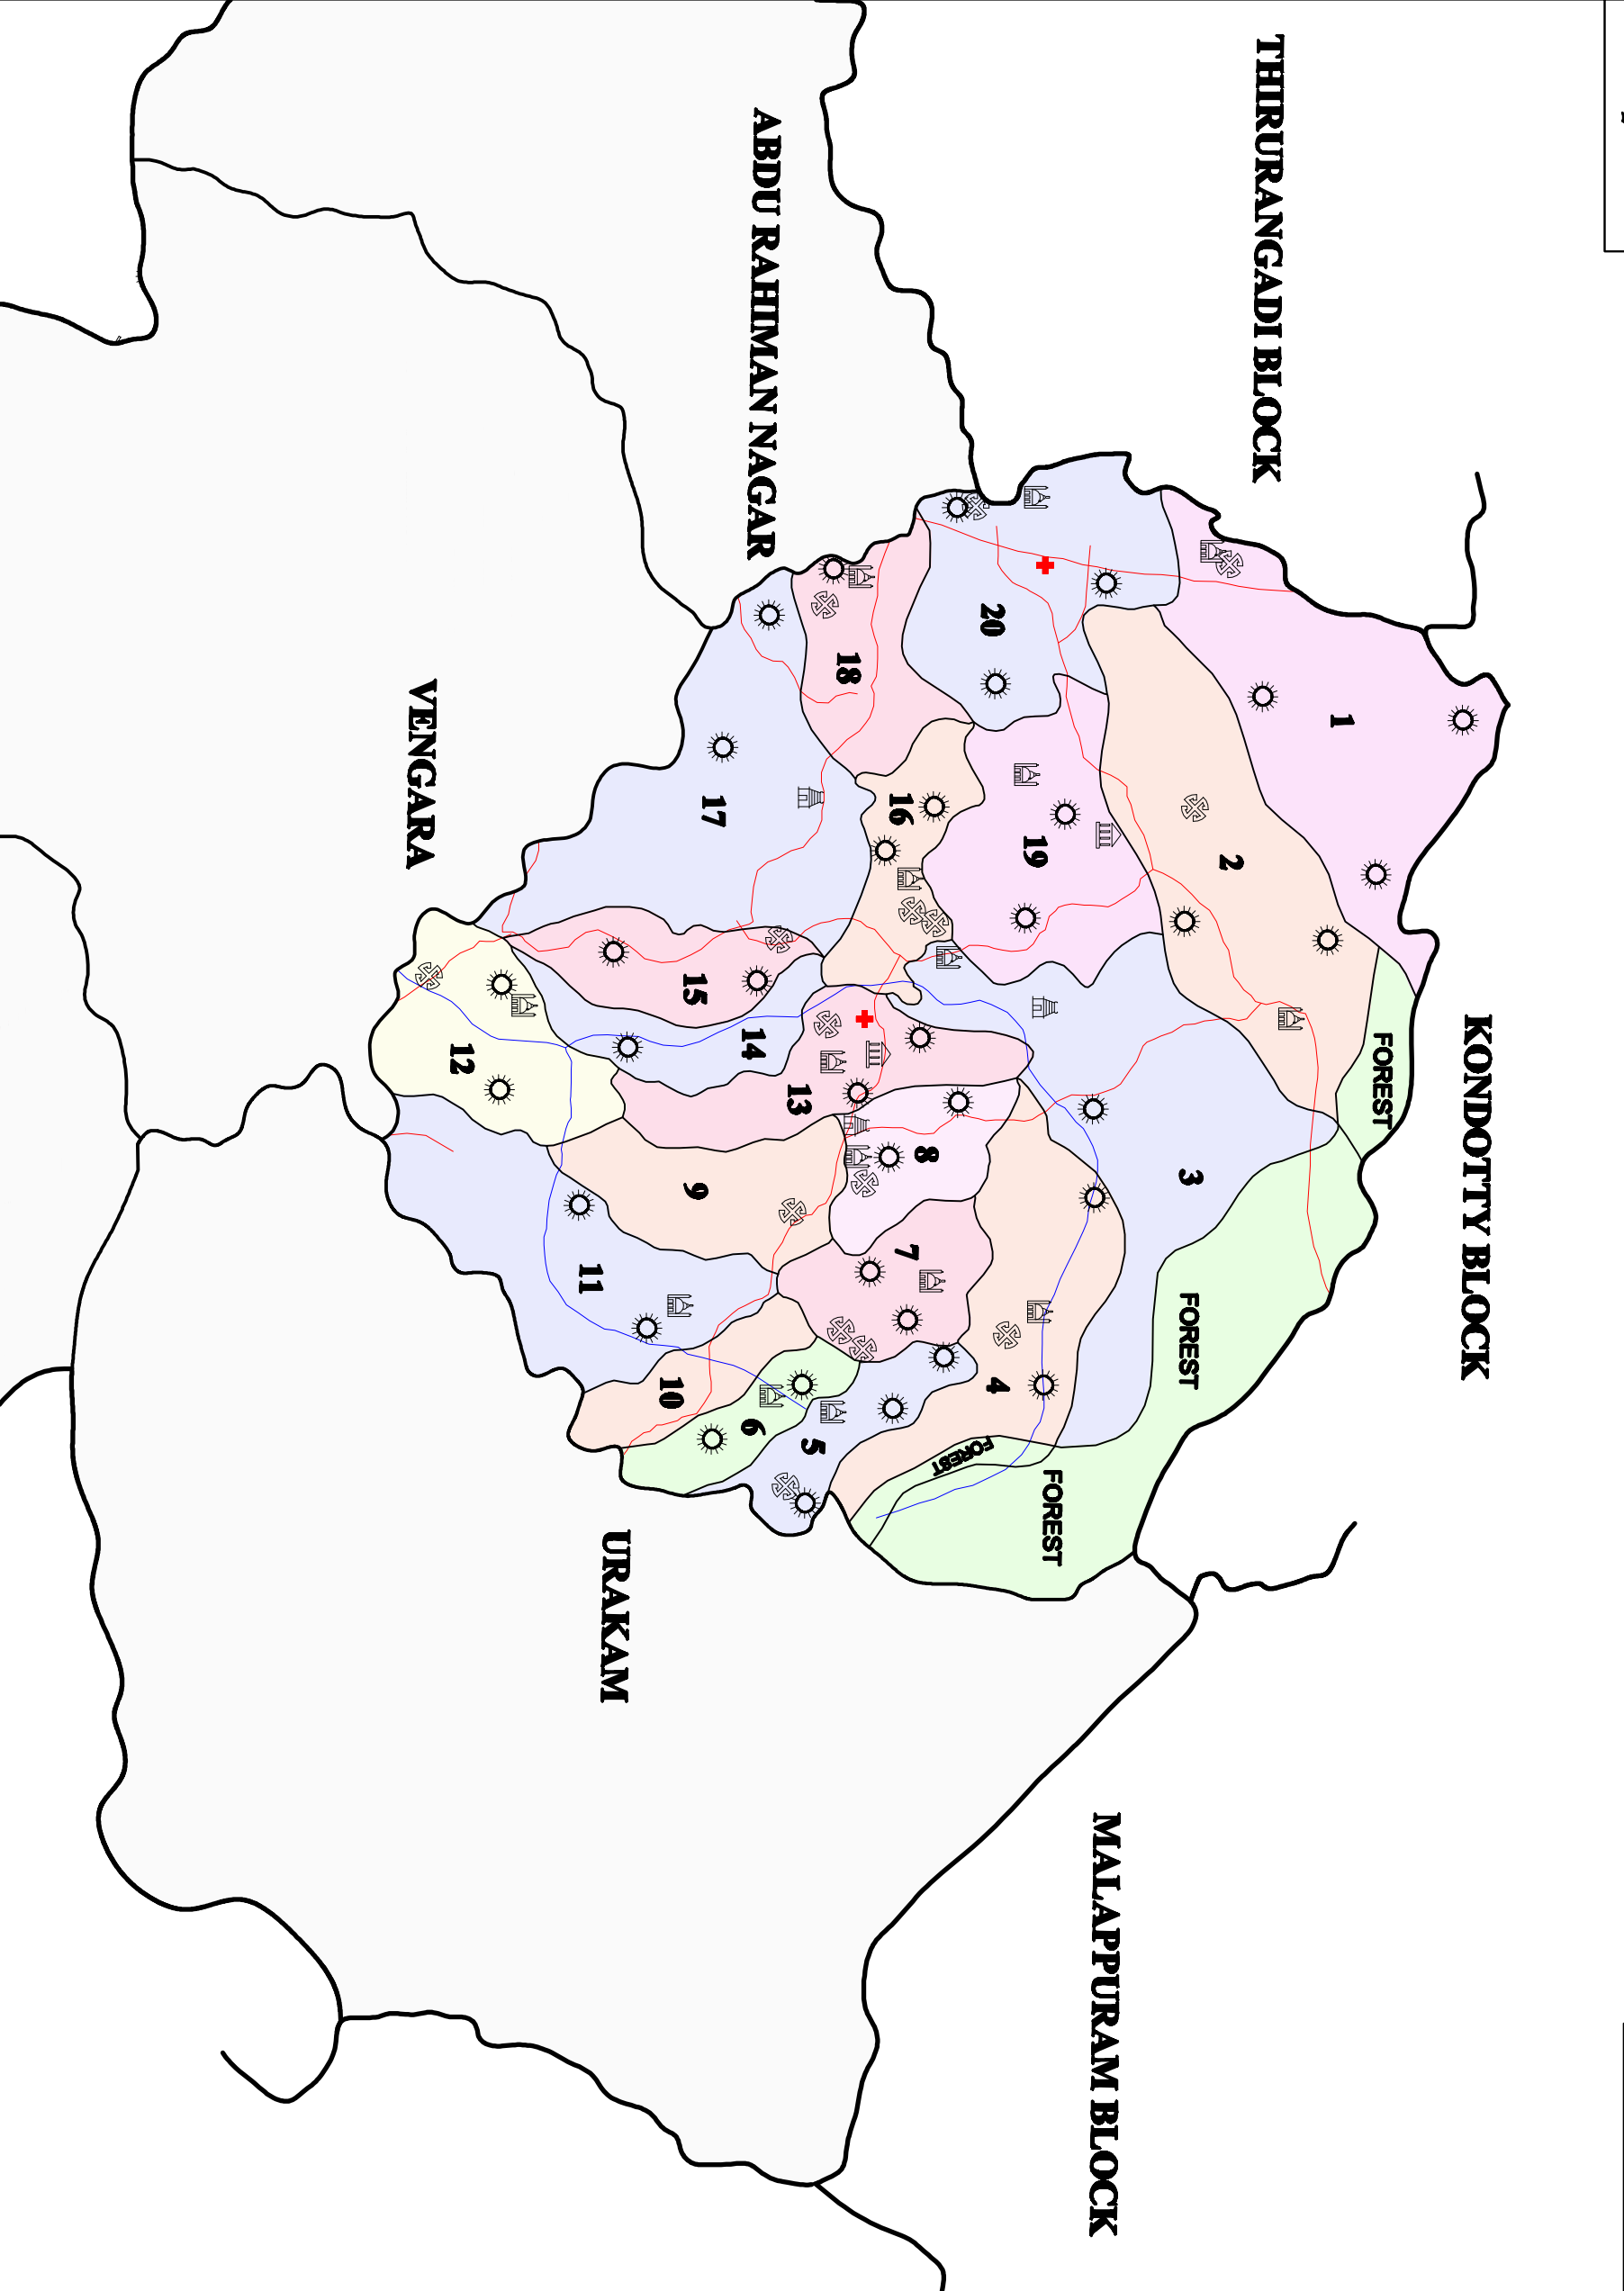 KONDOTTY BLOCK
THIRURANGADI BLOCK
MALAPPURAM BLOCK
ABDU RAHIMAN NAGAR
VENGARA
URAKAM
FOREST
FOREST
FOREST
FOREST
1
2
3
4
5
6
7
8
9
10
11
12
13
14
15
16
17
18
19
20